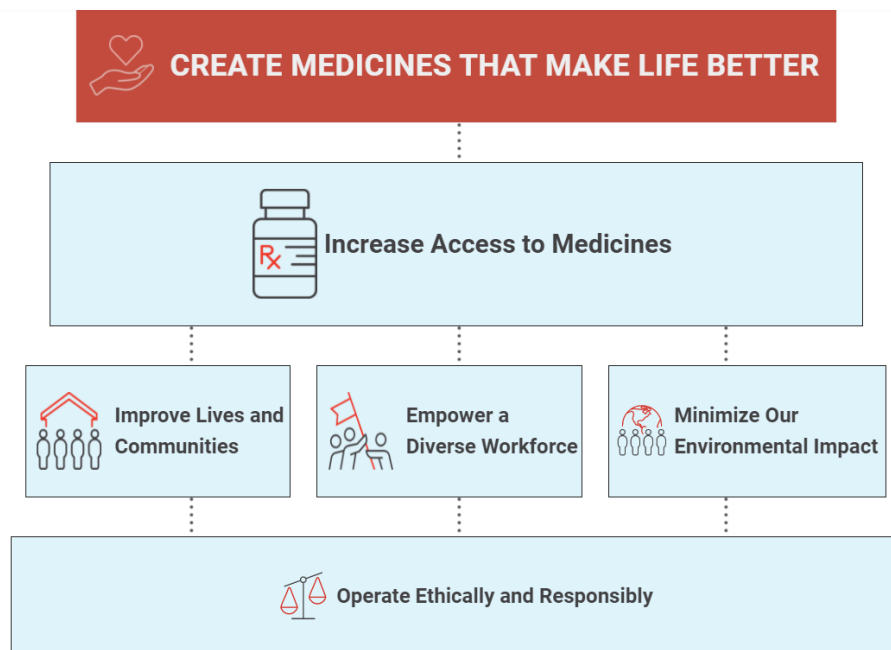 CREATE MEDICINES THAT MAKE LIFE BETTER
Rx
Increase Access to Medicines
Improve Lives and
Communities
Empower a
Diverse Workforce
Minimize Our
Environmental Impact
Operate Ethically and Responsibly